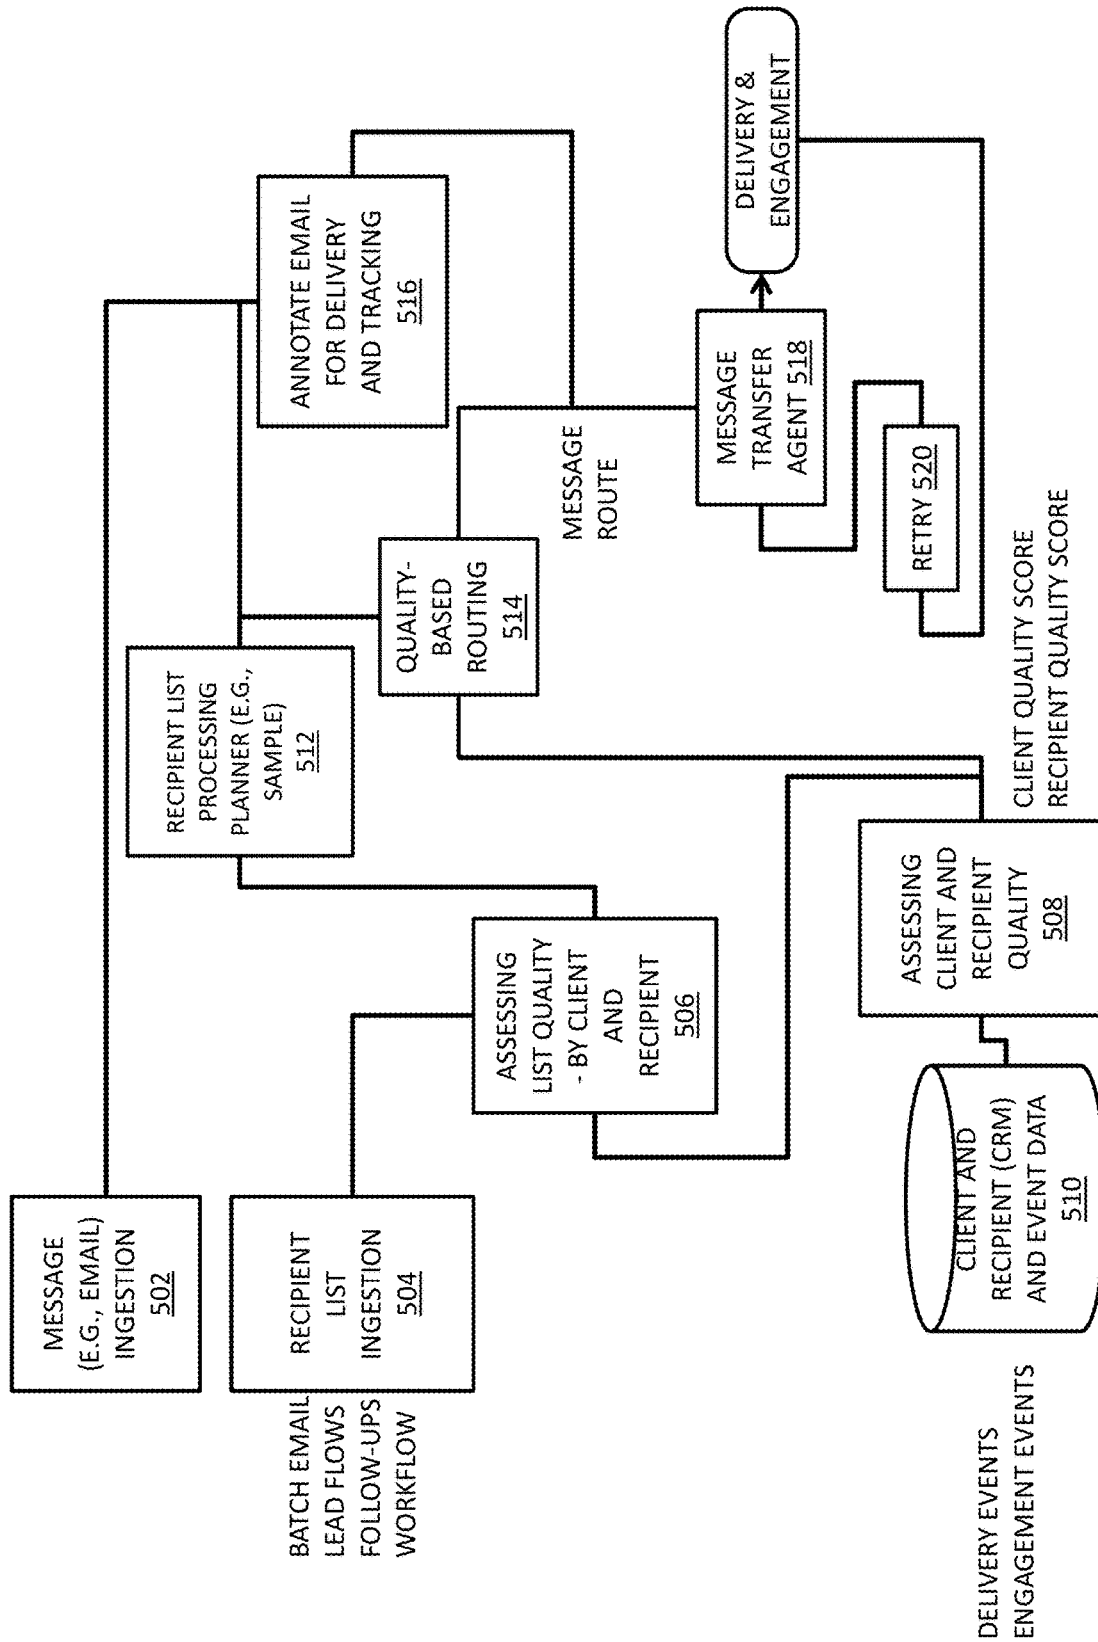 MESSAGE
(E.G., EMAIL)
INGESTION
502
BATCH EMAIL
LEAD FLOWS
FOLLOW-UPS
WORKFLOW
RECIPIENT
LIST
INGESTION
504
ASSESSING
LIST QUALITY
- BY CLIENT
AND
RECIPIENT
506
RECIPIENT LIST
PROCESSING
PLANNER (E.G.,
SAMPLE)
512
QUALITY-
BASED
ROUTING
514
ANNOTATE EMAIL
FOR DELIVERY
AND TRACKING
516
MESSAGE
ROUTE
MESSAGE
TRANSFER
AGENT 518
DELIVERY &
ENGAGEMENT
RETRY 520
DELIVERY EVENTS
ENGAGEMENT EVENTS
CLIENT AND
RECIPIENT (CRM)
AND EVENT DATA
510
ASSESSING
CLIENT AND
RECIPIENT
QUALITY
508
CLIENT QUALITY SCORE
RECIPIENT QUALITY SCORE